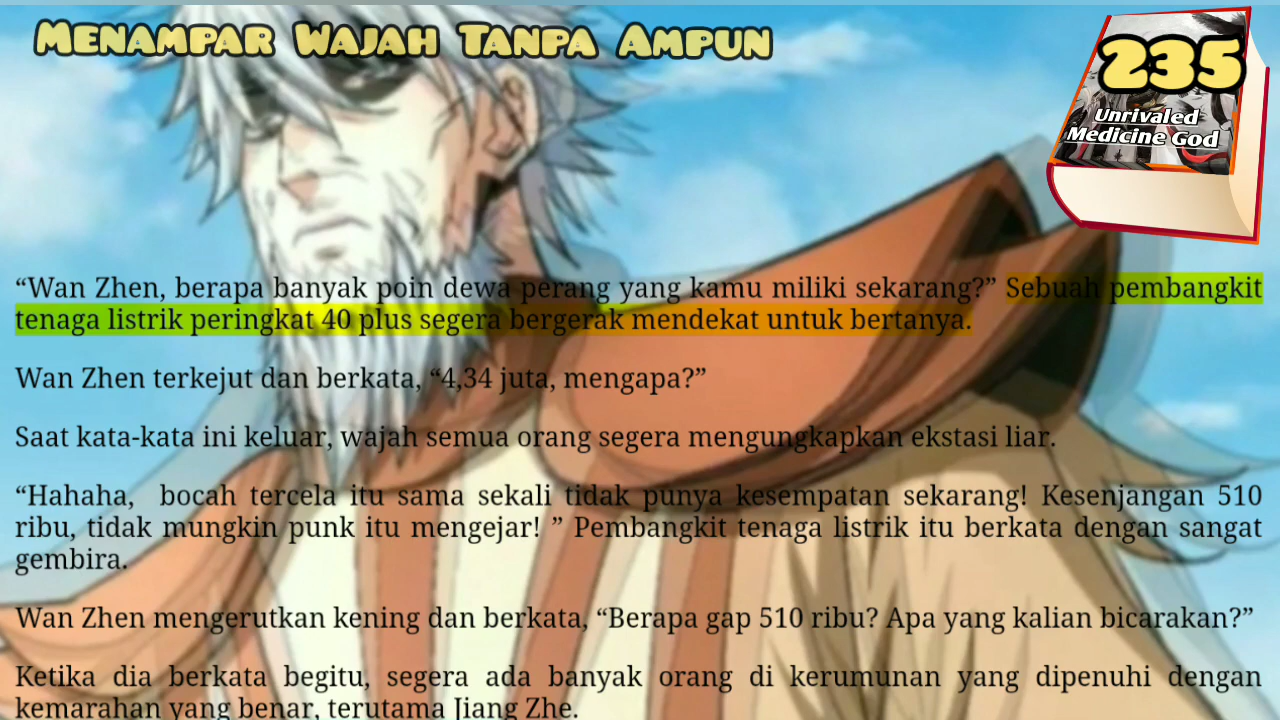 Menampar Wajah Tanpa Ampun
235
Unrivaled
Medicine God
“Wan Zhen, berapa banyak poin dewa perang yang kamu miliki sekarang?” Sebuah pembangkit
tenaga listrik peringkat 40 plus segera bergerak mendekat untuk bertanya.
Wan Zhen terkejut dan berkata, “4,34 juta, mengapa?”
Saat kata-kata ini keluar, wajah semua orang segera mengungkapkan ekstasi liar.
“Hahaha,  bocah tercela itu sama sekali tidak punya kesempatan sekarang! Kesenjangan 510
ribu, tidak mungkin punk itu mengejar! ” Pembangkit tenaga listrik itu berkata dengan sangat
gembira.
Wan Zhen mengerutkan kening dan berkata, “Berapa gap 510 ribu? Apa yang kalian bicarakan?”
Ketika dia berkata begitu, segera ada banyak orang di kerumunan yang dipenuhi dengan
kemarahan yang benar, terutama Jiang Zhe.